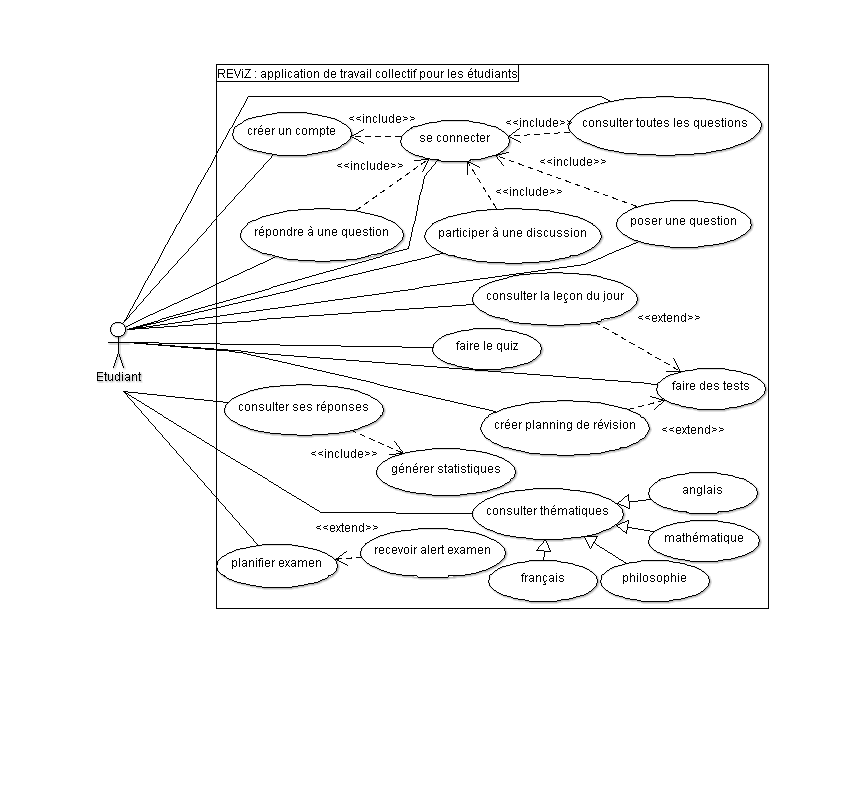 REViZ : application de travail collectif pour les étudiants
créer un compte
<<include>>
se connecter
<<include>>
consulter toutes les questions
<<include>>
<<include>>
<<include>>
répondre à une question
participer à une discussion
poser une question
consulter la leçon du jour
<<extend>>
faire le quiz
Etudiant
faire des tests
consulter ses réponses
créer planning de révision
<<extend>>
<<include>>
générer statistiques
anglais
consulter thématiques
<<extend>>
mathématique
recevoir alert examen
planifier examen
français
philosophie